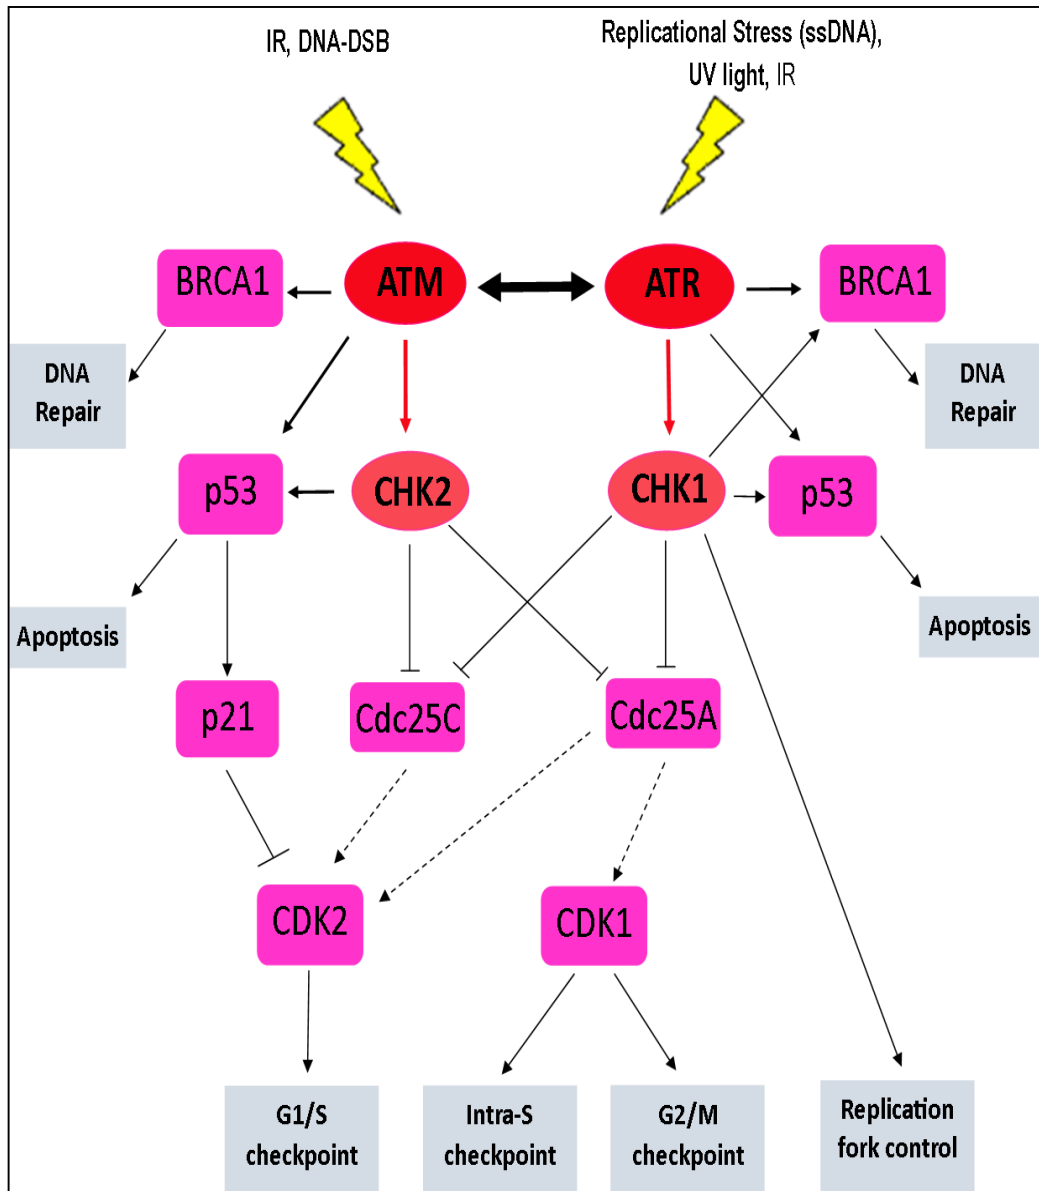 IR, DNA-DSB
Replicational Stress (ssDNA),
UV light, IR
BRCA1
ATM
ATR
BRCA1
DNA
Repair
DNA
Repair
p53
CHK2
CHK1
p53
Apoptosis
Apoptosis
p21
Cdc25C
Cdc25A
CDK2
CDK1
G1/S
checkpoint
Intra-S
checkpoint
G2/M
checkpoint
Replication
fork control